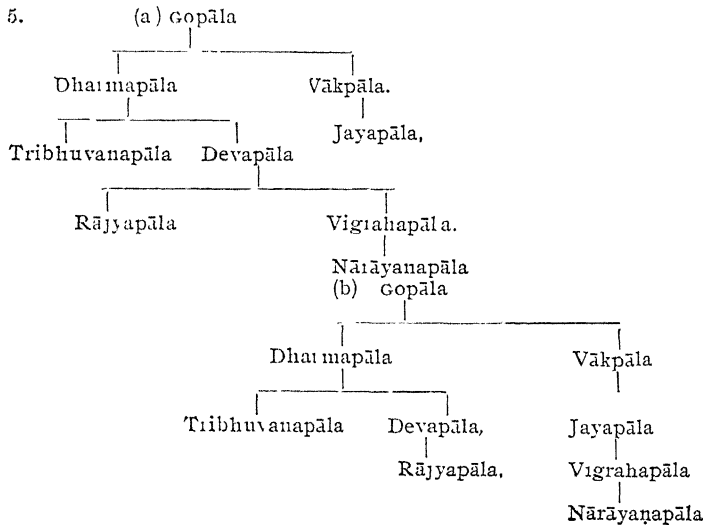 5. (a) Gopāla
Dharmapāla Vākpāla.
Jayapāla,
Tribhuvanapāla Devapāla
Rājyapāla Vigrahapāla.
Nārāyanapāla
(b) Gopāla
Dharmapāla Vākpāla
Tribhuvanapāla Devapāla, Jayapāla
Rājyapāla, Vigrahapāla
Nārāyaṇapāla